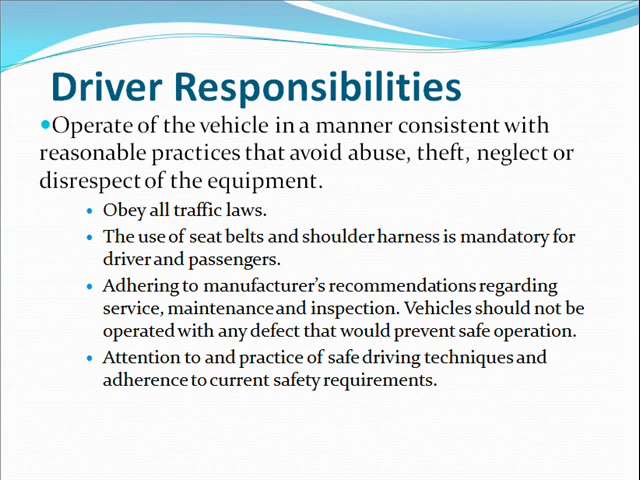 Driver Responsibilities
•Operate of the vehicle in a manner consistent with
reasonable practices that avoid abuse, theft, neglect or
disrespect of the equipment.
• Obey all traffic laws.
• The use of seat belts and shoulder harness is mandatory for
driver and passengers.
• Adhering to manufacturer’s recommendations regarding
service, maintenance and inspection. Vehicles should not be
operated with any defect that would prevent safe operation.
• Attention to and practice of safe driving techniques and
adherence to current safety requirements.